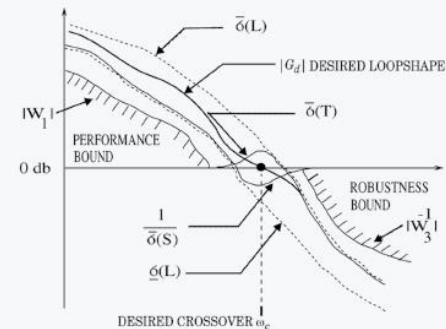 σ̅(L)
|G_d| DESIRED LOOPSHAPE
σ̅(T)
|W_1|
PERFORMANCE
BOUND
0 db
ROBUSTNESS
BOUND
1
σ̅(S)
|W_3^{-1}|
σ̲(L)
DESIRED CROSSOVER ω_c